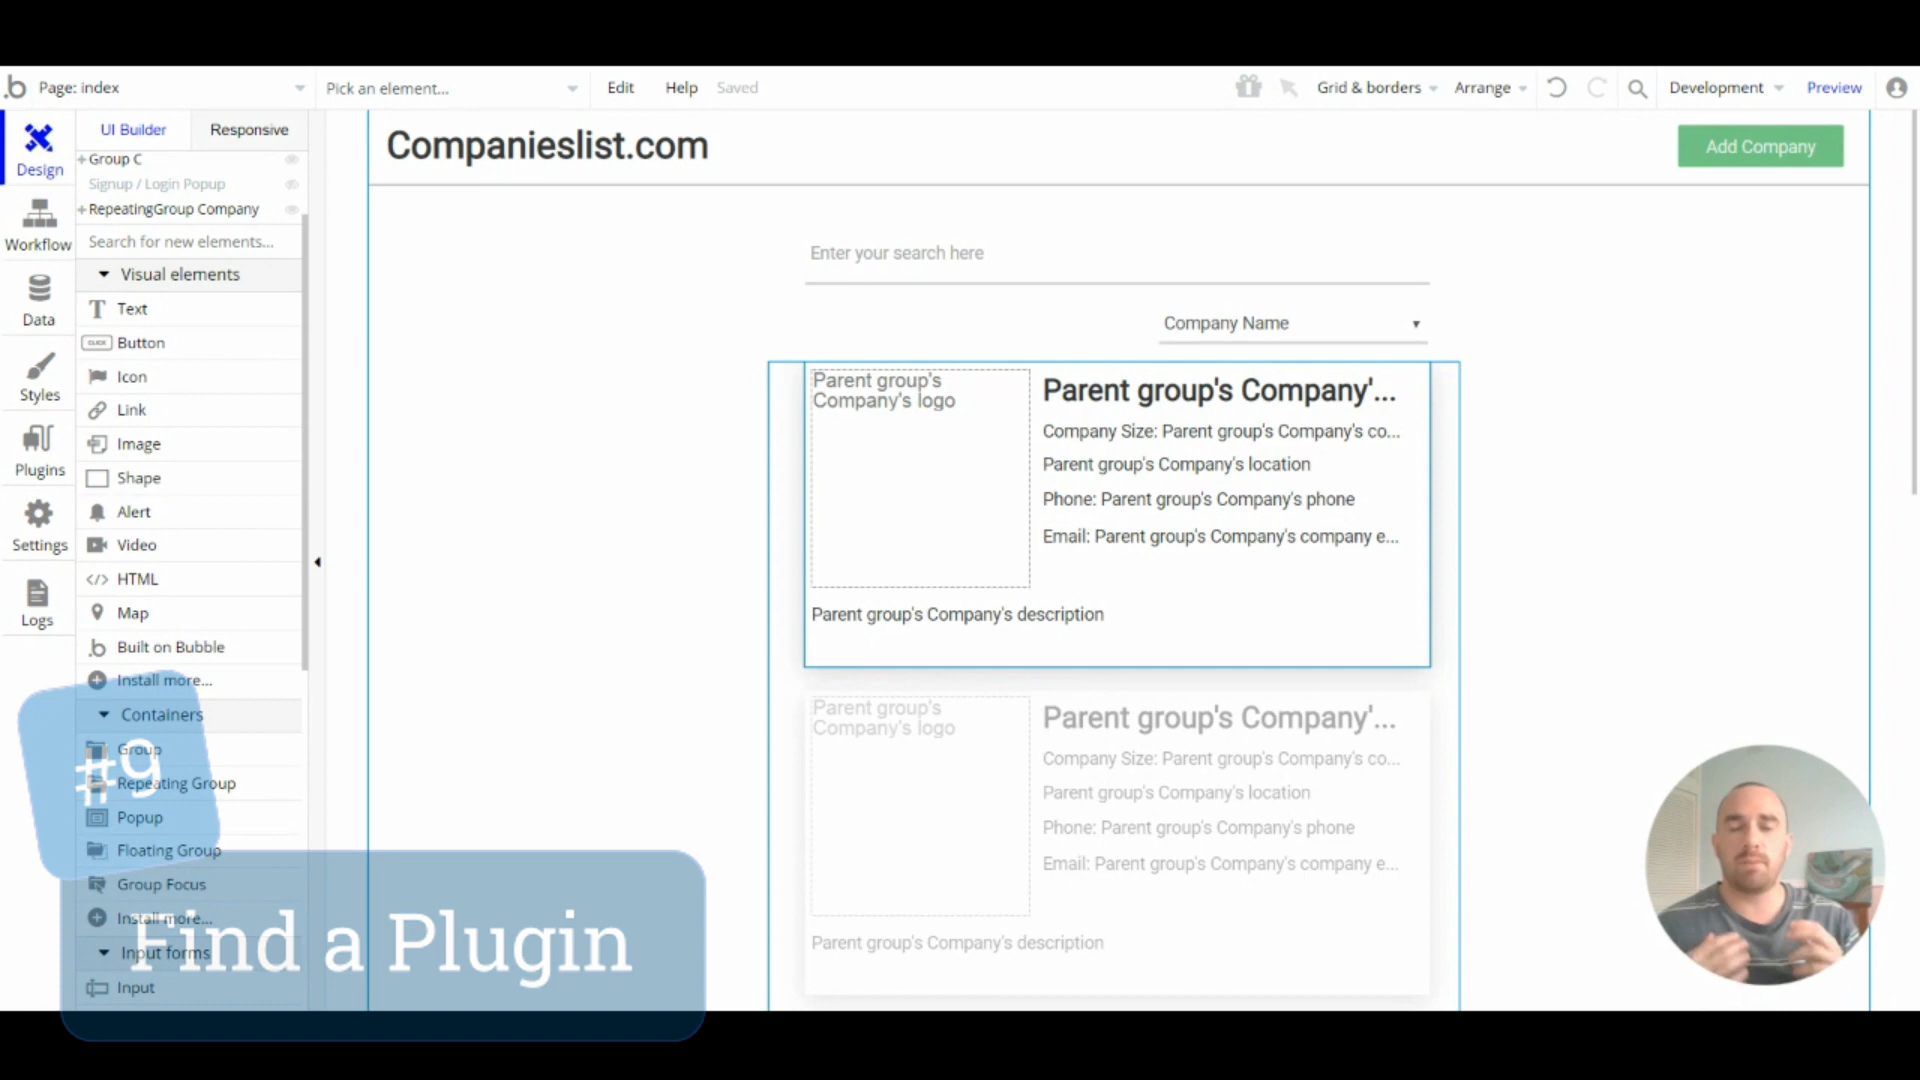 .b Page: index
Pick an element...
Edit
Help
Saved
Grid & borders
Arrange
Development
Preview
UI Builder
Responsive
Design
Workflow
Data
Styles
Plugins
Settings
Logs
+ Group C
Signup / Login Popup
+ RepeatingGroup Company
Search for new elements...
Visual elements
T Text
CLICK Button
Icon
Link
Image
Shape
Alert
Video
</> HTML
Map
.b Built on Bubble
Install more...
Containers
Group
Repeating Group
Popup
Floating Group
Group Focus
Install more...
Input forms
Input
Companieslist.com
Add Company
Enter your search here
Company Name
Parent group's
Company's logo
Parent group's Company'...
Company Size: Parent group's Company's co...
Parent group's Company's location
Phone: Parent group's Company's phone
Email: Parent group's Company's company e...
Parent group's Company's description
Parent group's
Company's logo
Parent group's Company'...
Company Size: Parent group's Company's co...
Parent group's Company's location
Phone: Parent group's Company's phone
Email: Parent group's Company's company e...
Parent group's Company's description
#9
Find a Plugin